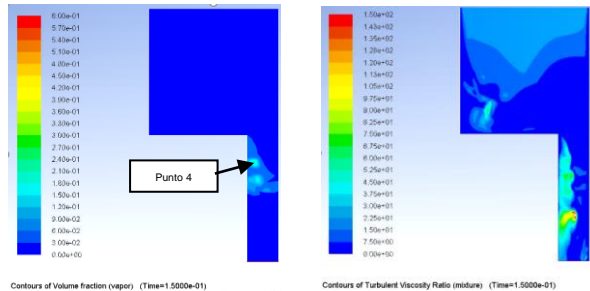 6.00e-01
5.70e-01
5.40e-01
5.10e-01
4.80e-01
4.50e-01
4.20e-01
3.90e-01
3.60e-01
3.30e-01
3.00e-01
2.70e-01
2.40e-01
2.10e-01
1.80e-01
1.50e-01
1.20e-01
9.00e-02
6.00e-02
3.00e-02
0.00e+00
Punto 4
Contours of Volume fraction (vapor) (Time=1.5000e-01)
1.50e+02
1.43e+02
1.35e+02
1.28e+02
1.20e+02
1.13e+02
1.05e+02
9.75e+01
9.00e+01
8.25e+01
7.50e+01
6.75e+01
6.00e+01
5.25e+01
4.50e+01
3.75e+01
3.00e+01
2.25e+01
1.50e+01
7.50e+00
0.00e+00
Contours of Turbulent Viscosity Ratio (mixture) (Time=1.5000e-01)